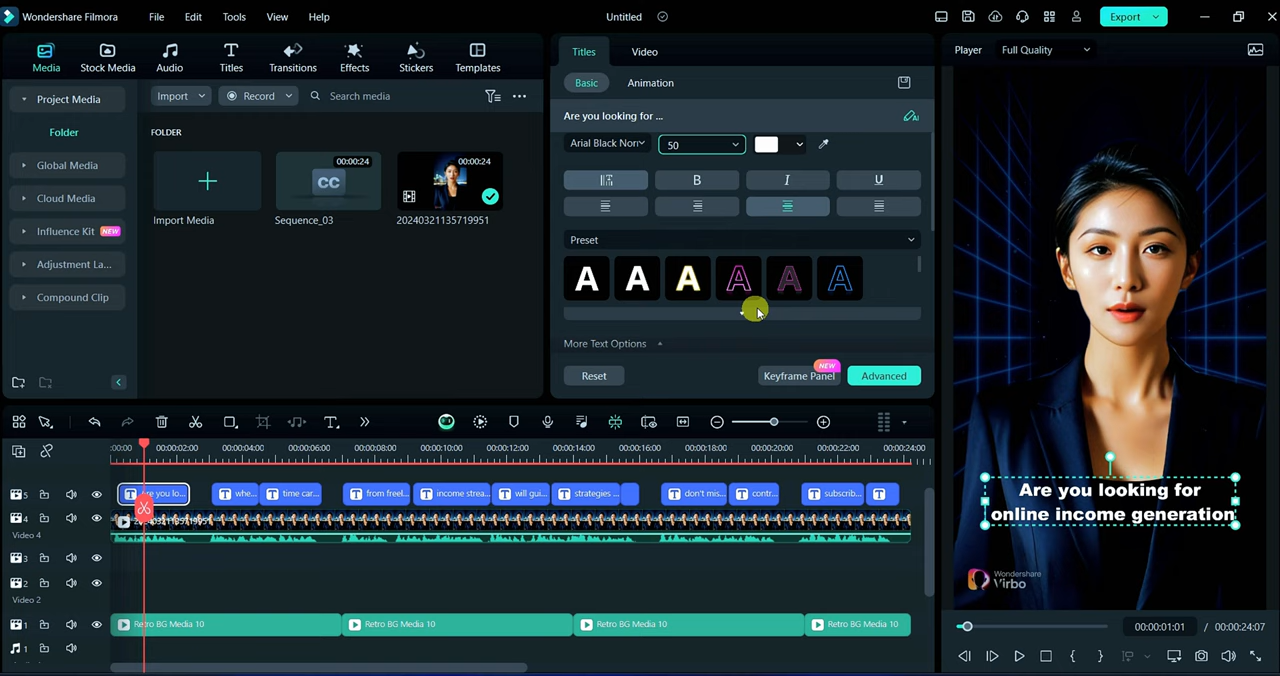 Wondershare Filmora
File
Edit
Tools
View
Help
Untitled
Export
Media
Stock Media
Audio
Titles
Transitions
Effects
Stickers
Templates
Project Media
Folder
Global Media
Cloud Media
Influence Kit NEW
Adjustment La...
Compound Clip
Import
Record
Search media
FOLDER
Import Media
00:00:24
CC
Sequence_03
00:00:24
20240321135719951
Titles
Video
Basic
Animation
Are you looking for ...
AI
Arial Black Nor
50
B
I
U
Preset
A A A A A A
More Text Options
Reset
Keyframe Panel
NEW
Advanced
Player
Full Quality
Are you looking for
online income generation
Wondershare
Virbo
00:00:01:01 / 00:00:24:07
:00:00
00:00:02:00
00:00:04:00
00:00:06:00
00:00:08:00
00:00:10:00
00:00:12:00
00:00:14:00
00:00:16:00
00:00:18:00
00:00:20:00
00:00:22:00
00:00:24:00
5
T
T whe...
T time car...
T from freel...
T income strea...
T will gui...
T strategies ...
T don't mis...
T contr...
T subscrib...
T
4
Video 4
3
2
Video 2
1
Retro BG Media 10
Retro BG Media 10
Retro BG Media 10
Retro BG Media 10
1